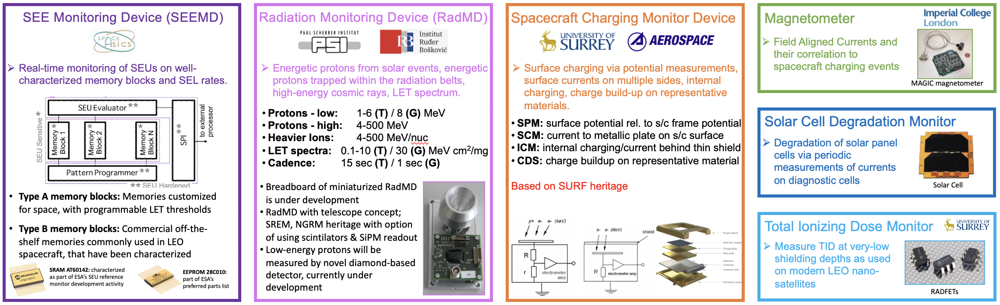 SEE Monitoring Device (SEEMD)
SPACE
ASICS
➢ Real-time monitoring of SEUs on well-
characterized memory blocks and SEL rates.
SEU Evaluator **
SEU Sensitive *
Memory Block 1 *
Memory Block 2 *
Memory Block N *
SPI **
to external processor
Pattern Programmer **
** SEU Hardened
• Type A memory blocks: Memories customized
for space, with programmable LET thresholds
• Type B memory blocks: Commercial off-the-
shelf memories commonly used in LEO
spacecraft, that have been characterized
MICROCHIP
AT60142HT
SRAM AT60142: characterized
as part of ESA's SEU reference
monitor development activity
EEPROM 28C010:
part of ESA's
preferred parts list
Radiation Monitoring Device (RadMD)
PAUL SCHERRER INSTITUT
PSI
RB
Institut
Ruđer
Bošković
➢ Energetic protons from solar events, energetic
protons trapped within the radiation belts,
high-energy cosmic rays, LET spectrum.
• Protons - low: 1-6 (T) / 8 (G) MeV
• Protons - high: 4-500 MeV
• Heavier Ions: 4-500 MeV/nuc
• LET spectra: 0.1-10 (T) / 30 (G) MeV cm²/mg
• Cadence: 15 sec (T) / 1 sec (G)
• Breadboard of miniaturized RadMD
is under development
• RadMD with telescope concept;
SREM, NGRM heritage with option
of using scintilators & SiPM readout
• Low-energy protons will be
measured by novel diamond-based
detector, currently under
development
Spacecraft Charging Monitor Device
UNIVERSITY OF
SURREY
AEROSPACE
➢ Surface charging via potential measurements,
surface currents on multiple sides, internal
charging, charge build-up on representative
materials.
• SPM: surface potential rel. to s/c frame potential
• SCM: current to metallic plate on s/c surface
• ICM: internal charging/current behind thin shield
• CDS: charge buildup on representative material
Based on SURF heritage
p+ e- e- (keV)
R
r
electrometer
amp
e- e- (MeV)
shield
R
electrometer amp
Plasma shield
Dielectric sample
Charge plate
Base plate
Substrate
Connector
Connector pins
Magnetometer
Imperial College
London
➢ Field Aligned Currents and
their correlation to
spacecraft charging events
MAGIC magnetometer
Solar Cell Degradation Monitor
➢ Degradation of solar panel
cells via periodic
measurements of currents
on diagnostic cells
Solar Cell
Total Ionizing Dose Monitor
UNIVERSITY OF
SURREY
➢ Measure TID at very-low
shielding depths as used
on modern LEO nano-
satellites
RADFETs